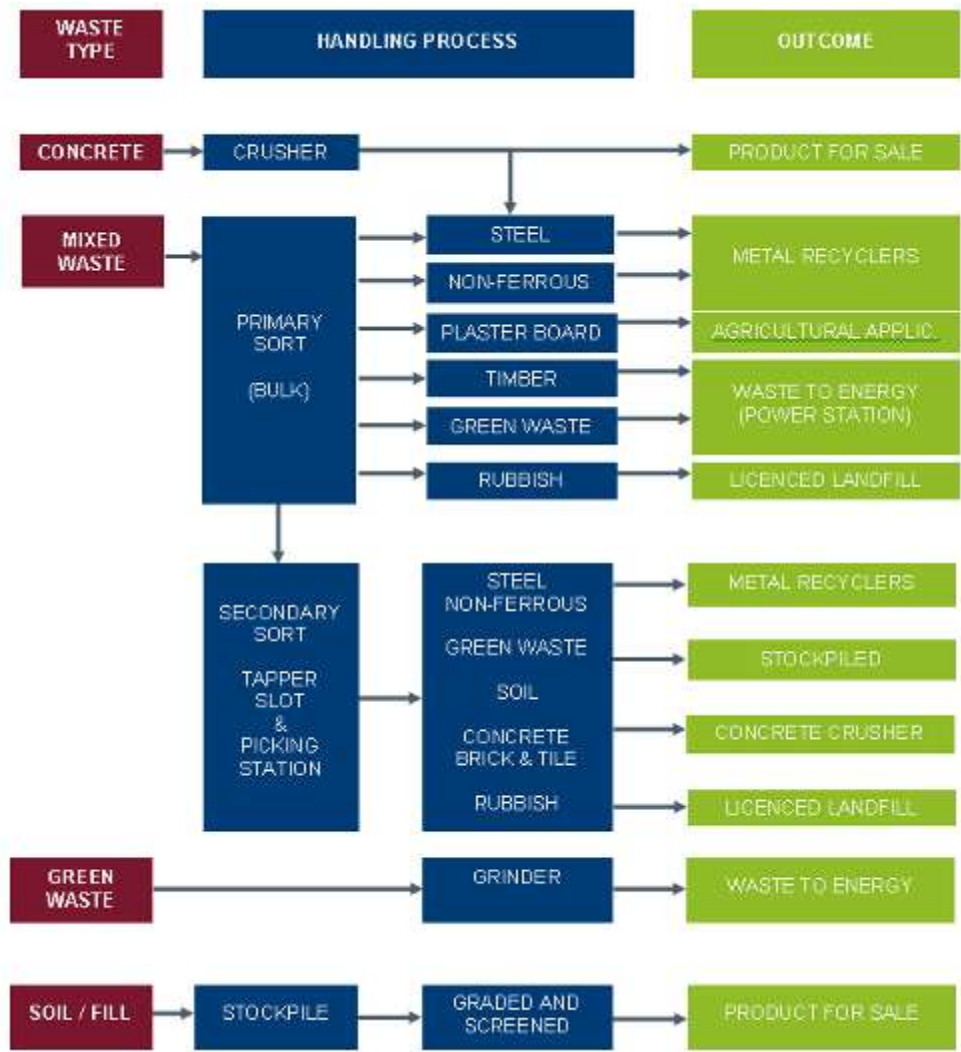 WASTE
TYPE
HANDLING PROCESS
OUTCOME
CONCRETE
CRUSHER
PRODUCT FOR SALE
MIXED
WASTE
PRIMARY
SORT
(BULK)
STEEL
NON-FERROUS
METAL RECYCLERS
PLASTER BOARD
AGRICULTURAL APPLIC.
TIMBER
GREEN WASTE
WASTE TO ENERGY
(POWER STATION)
RUBBISH
LICENCED LANDFILL
SECONDARY
SORT
TAPPER
SLOT
&
PICKING
STATION
STEEL
NON-FERROUS
GREEN WASTE
SOIL
CONCRETE
BRICK & TILE
RUBBISH
METAL RECYCLERS
STOCKPILED
CONCRETE CRUSHER
LICENCED LANDFILL
GREEN
WASTE
GRINDER
WASTE TO ENERGY
SOIL / FILL
STOCKPILE
GRADED AND
SCREENED
PRODUCT FOR SALE